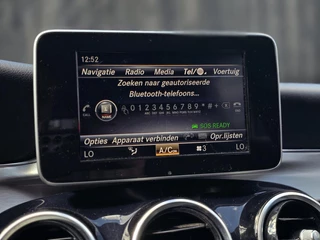 12:52
Navigatie Radio Media Tel/ Voertuig
Zoeken naar geautoriseerde
Bluetooth-telefoons...
0 1 2 3 4 5 6 7 8 9 * # +
SOS READY
Opties Apparaat verbinden Opr.lijsten
LO A/C 3 LO